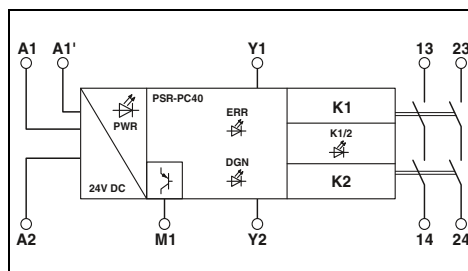 A1 A1' Y1 13 23
PSR-PC40
PWR
ERR
K1
K1/2
DGN
24V DC
K2
A2 M1 Y2 14 24